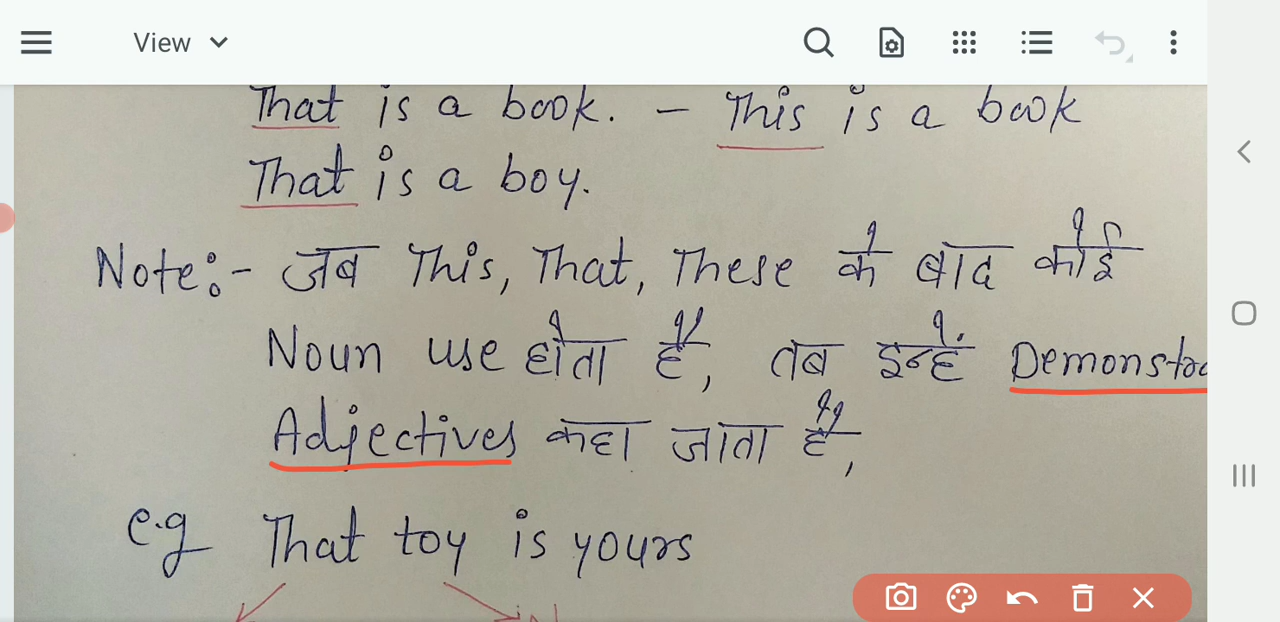 View
That is a book. - This is a book
That is a boy.
Note:- जब This, That, These के बाद कोई
Noun use होता है, तब इन्हें
Adjectives कहा जाता है,
e.g That toy is yours